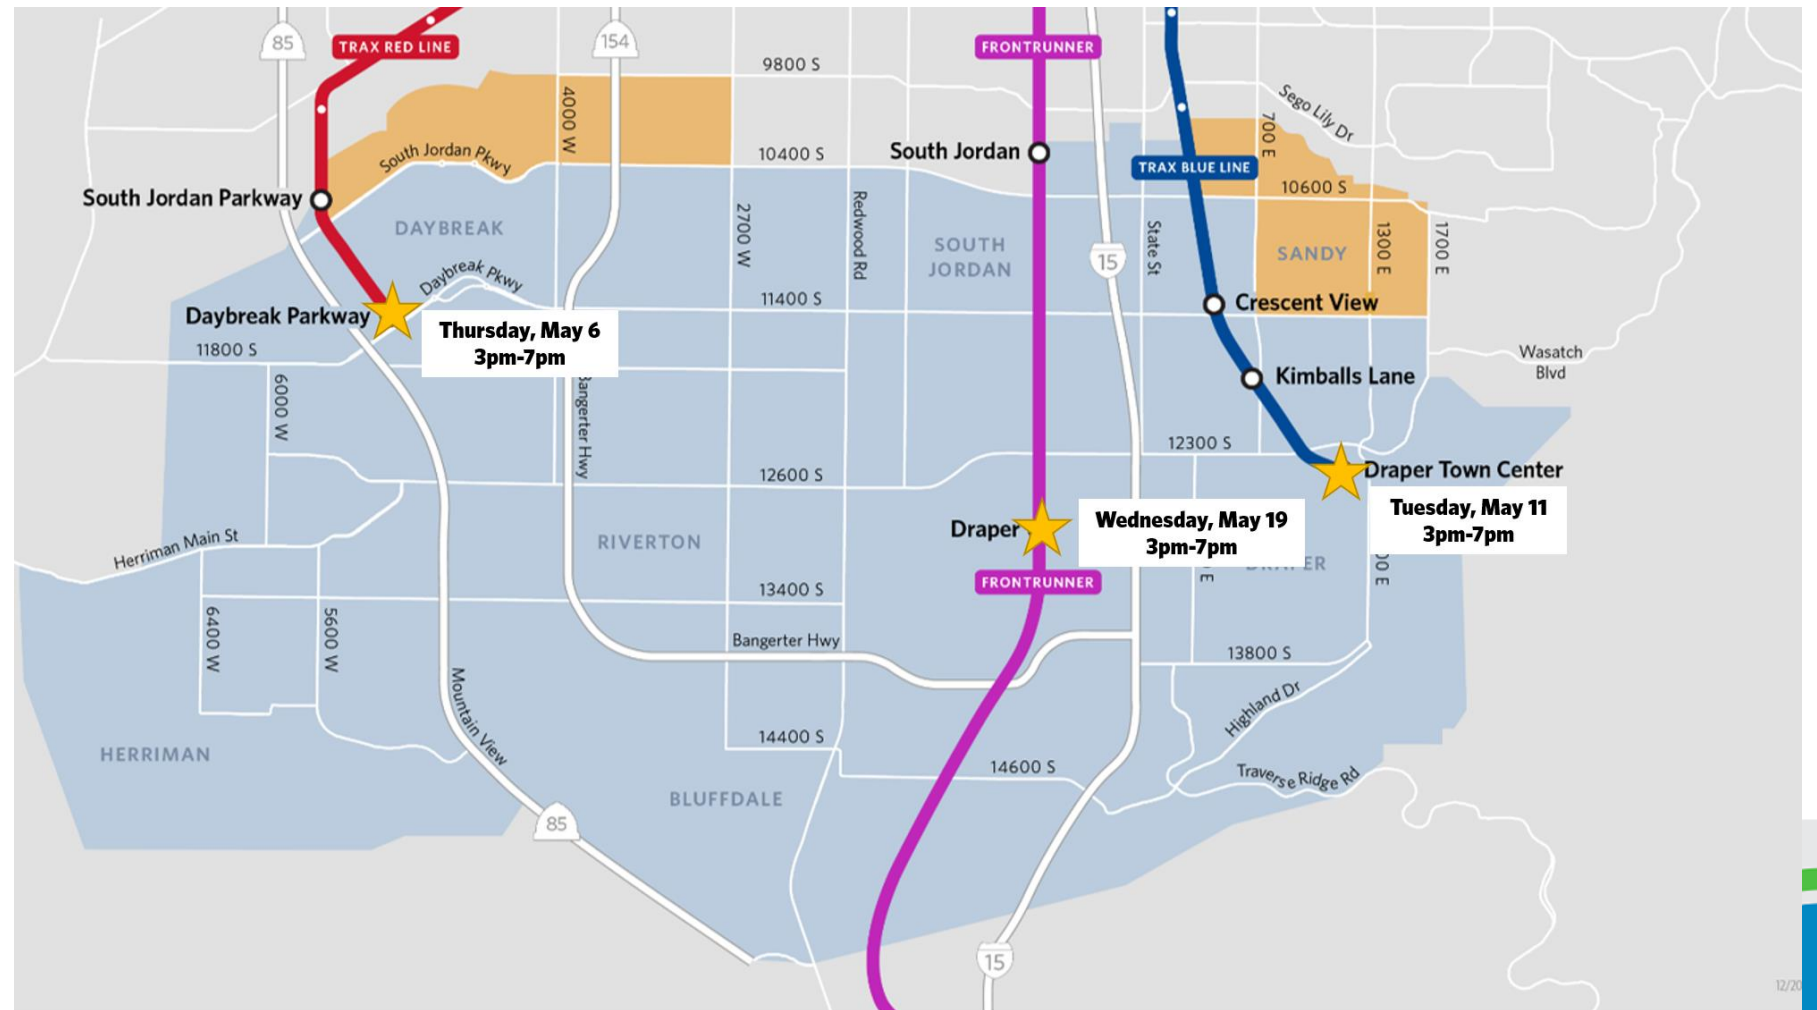 85
TRAX RED LINE
154
FRONTRUNNER
9800 S
4000 W
Sego Lily Dr
700 E
South Jordan Pkwy
10400 S
South Jordan
TRAX BLUE LINE
10600 S
South Jordan Parkway
DAYBREAK
2700 W
Redwood Rd
SOUTH
JORDAN
15
State St
SANDY
1300 E
1700 E
Daybreak Pkwy
11400 S
Crescent View
Daybreak Parkway
Thursday, May 6
3pm-7pm
11800 S
Wasatch
Blvd
Kimballs Lane
6000 W
Bangerter Hwy
12300 S
12600 S
Draper Town Center
Tuesday, May 11
3pm-7pm
Draper
Wednesday, May 19
3pm-7pm
Herriman Main St
RIVERTON
DRAPER
E
00 E
FRONTRUNNER
13400 S
6400 W
5600 W
Bangerter Hwy
13800 S
Mountain View
Highland Dr
14400 S
HERRIMAN
14600 S
Traverse Ridge Rd
BLUFFDALE
85
15
12/20